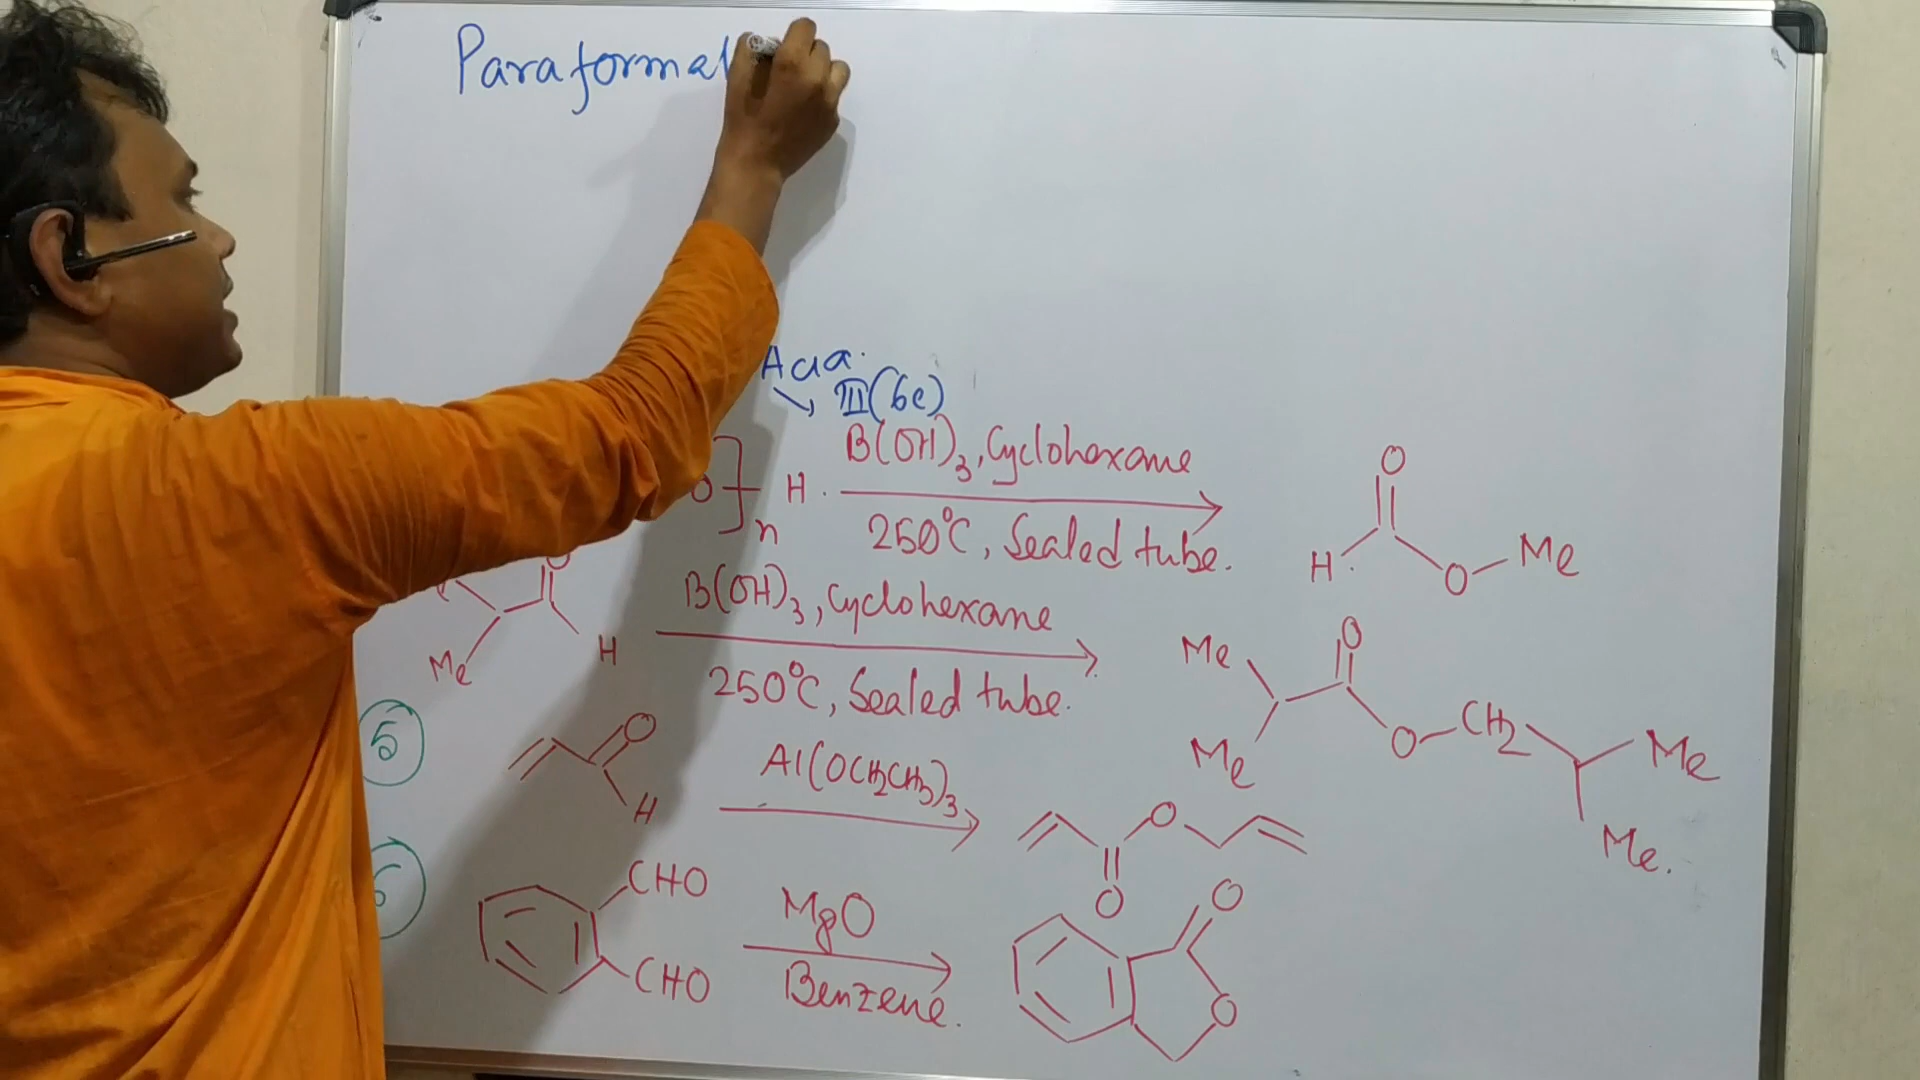 Paraformal
Acid.
III(6e)
O ] n H . B(OH)3, Cyclohexane
250°C, Sealed tube.
O
H . O Me
O
Me H
B(OH)3, Cyclohexane
250°C, Sealed tube.
O
Me
Me O CH2 Me
Me.
5
O
H
Al(OCH2CH3)3
O
O
6
CHO
CHO
MgO
Benzene.
O
O